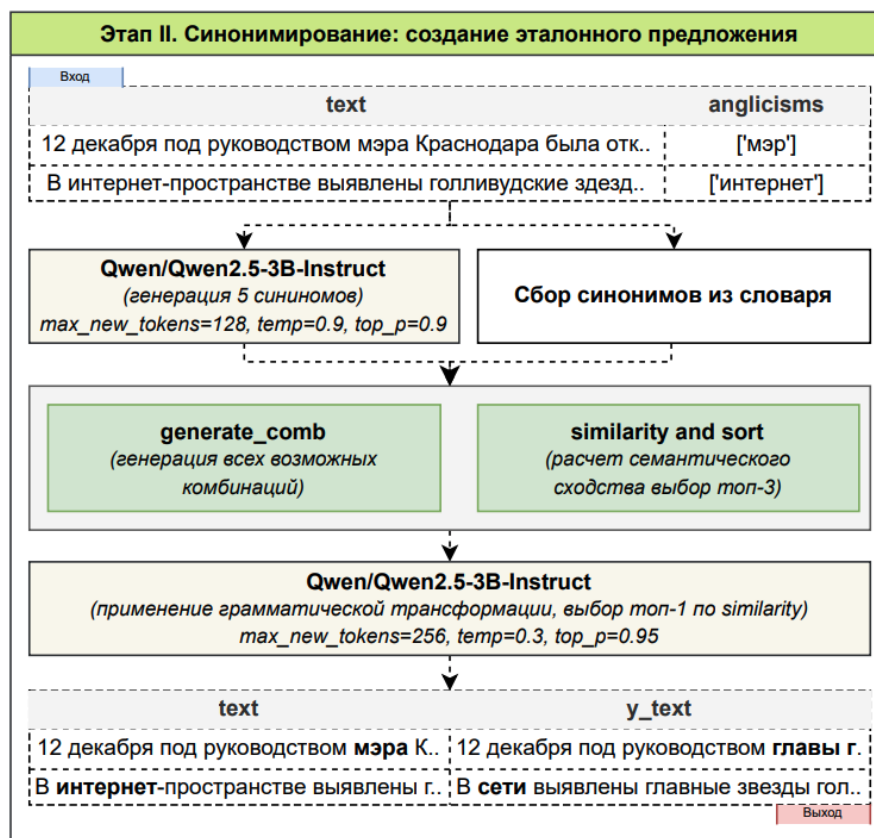 Этап II. Синонимирование: создание эталонного предложения
Вход
text anglicisms
12 декабря под руководством мэра Краснодара была отк.. ['мэр']
В интернет-пространстве выявлены голливудские здезд.. ['интернет']
Qwen/Qwen2.5-3B-Instruct
(генерация 5 сининомов)
max_new_tokens=128, temp=0.9, top_p=0.9
Сбор синонимов из словаря
generate_comb
(генерация всех возможных
комбинаций)
similarity and sort
(расчет семантического
сходства выбор топ-3)
Qwen/Qwen2.5-3B-Instruct
(применение грамматической трансформации, выбор топ-1 по similarity)
max_new_tokens=256, temp=0.3, top_p=0.95
text y_text
12 декабря под руководством мэра К.. 12 декабря под руководством главы г.
В интернет-пространстве выявлены г.. В сети выявлены главные звезды гол..
Выход